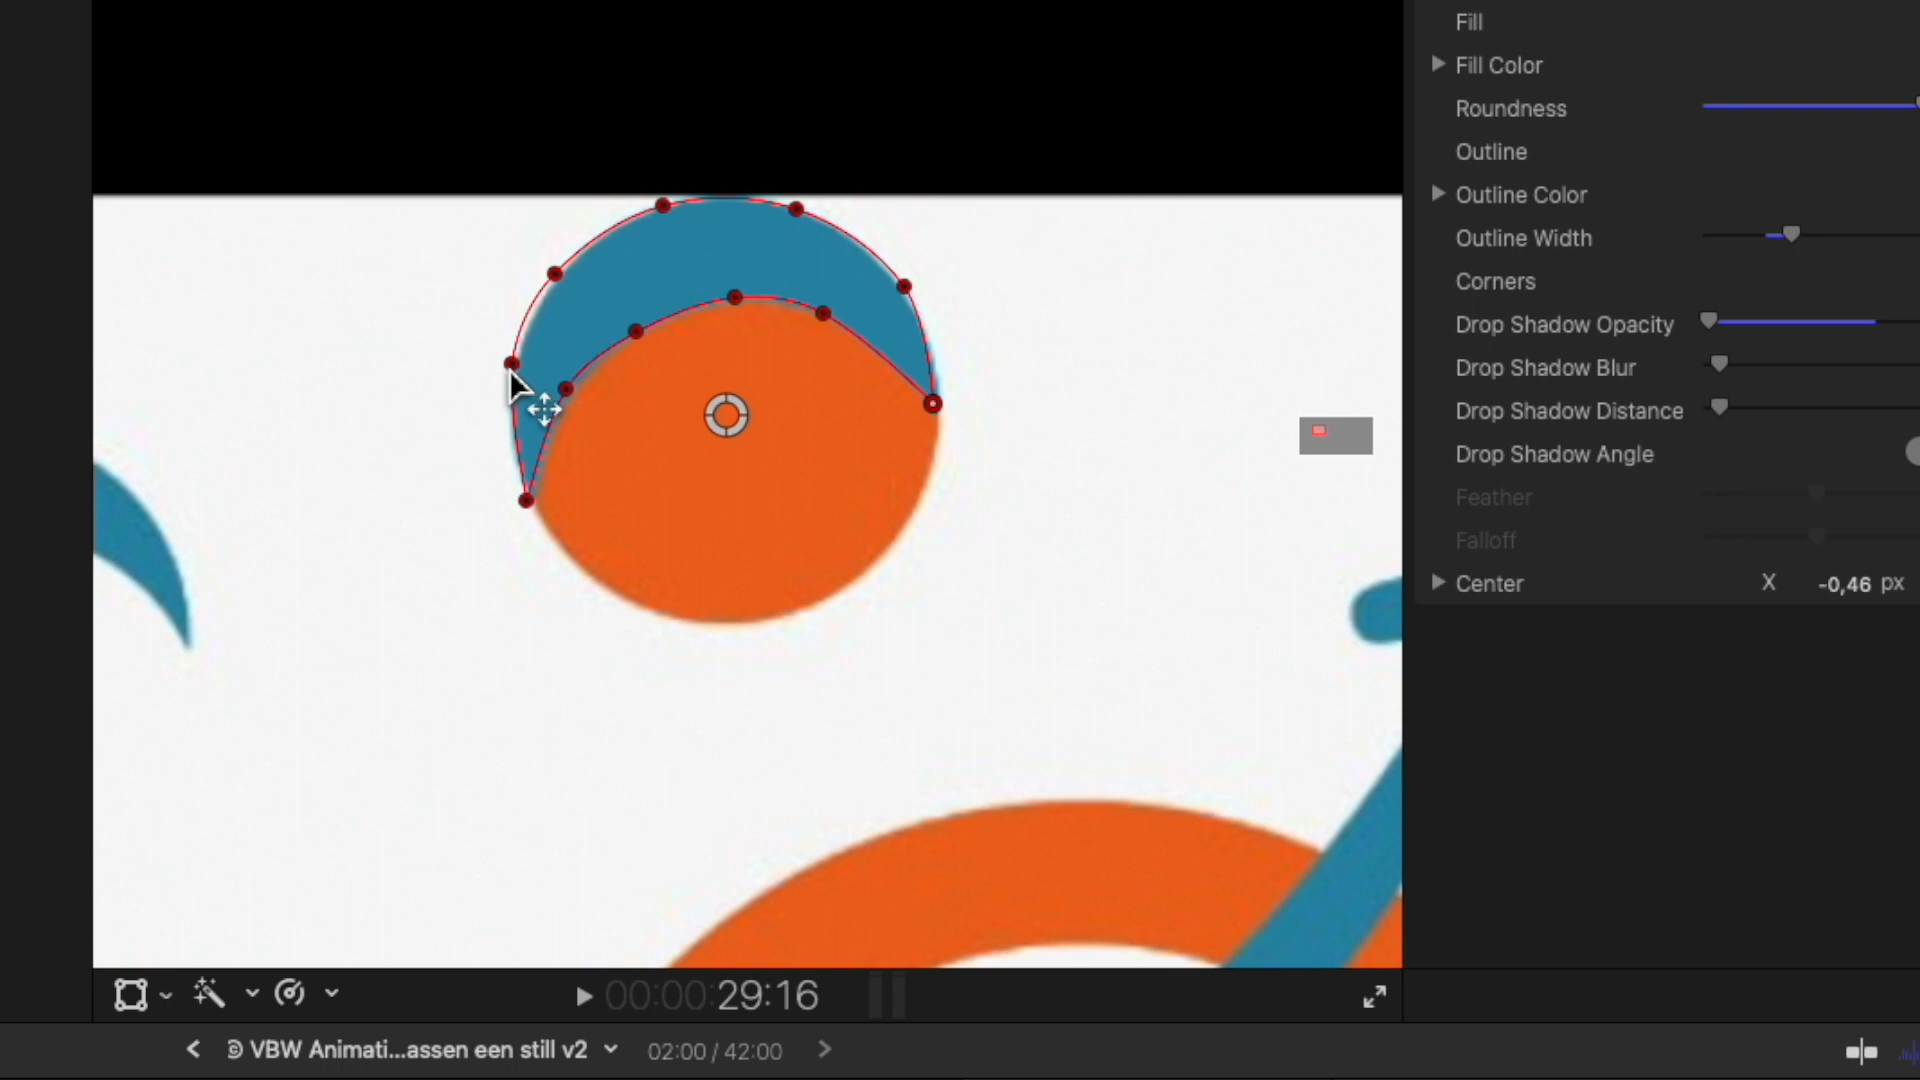 Fill
Fill Color
Roundness
Outline
Outline Color
Outline Width
Corners
Drop Shadow Opacity
Drop Shadow Blur
Drop Shadow Distance
Drop Shadow Angle
Feather
Falloff
Center X -0,46 px
00:00:29:16
VBW Animati...assen een still v2 02:00 / 42:00